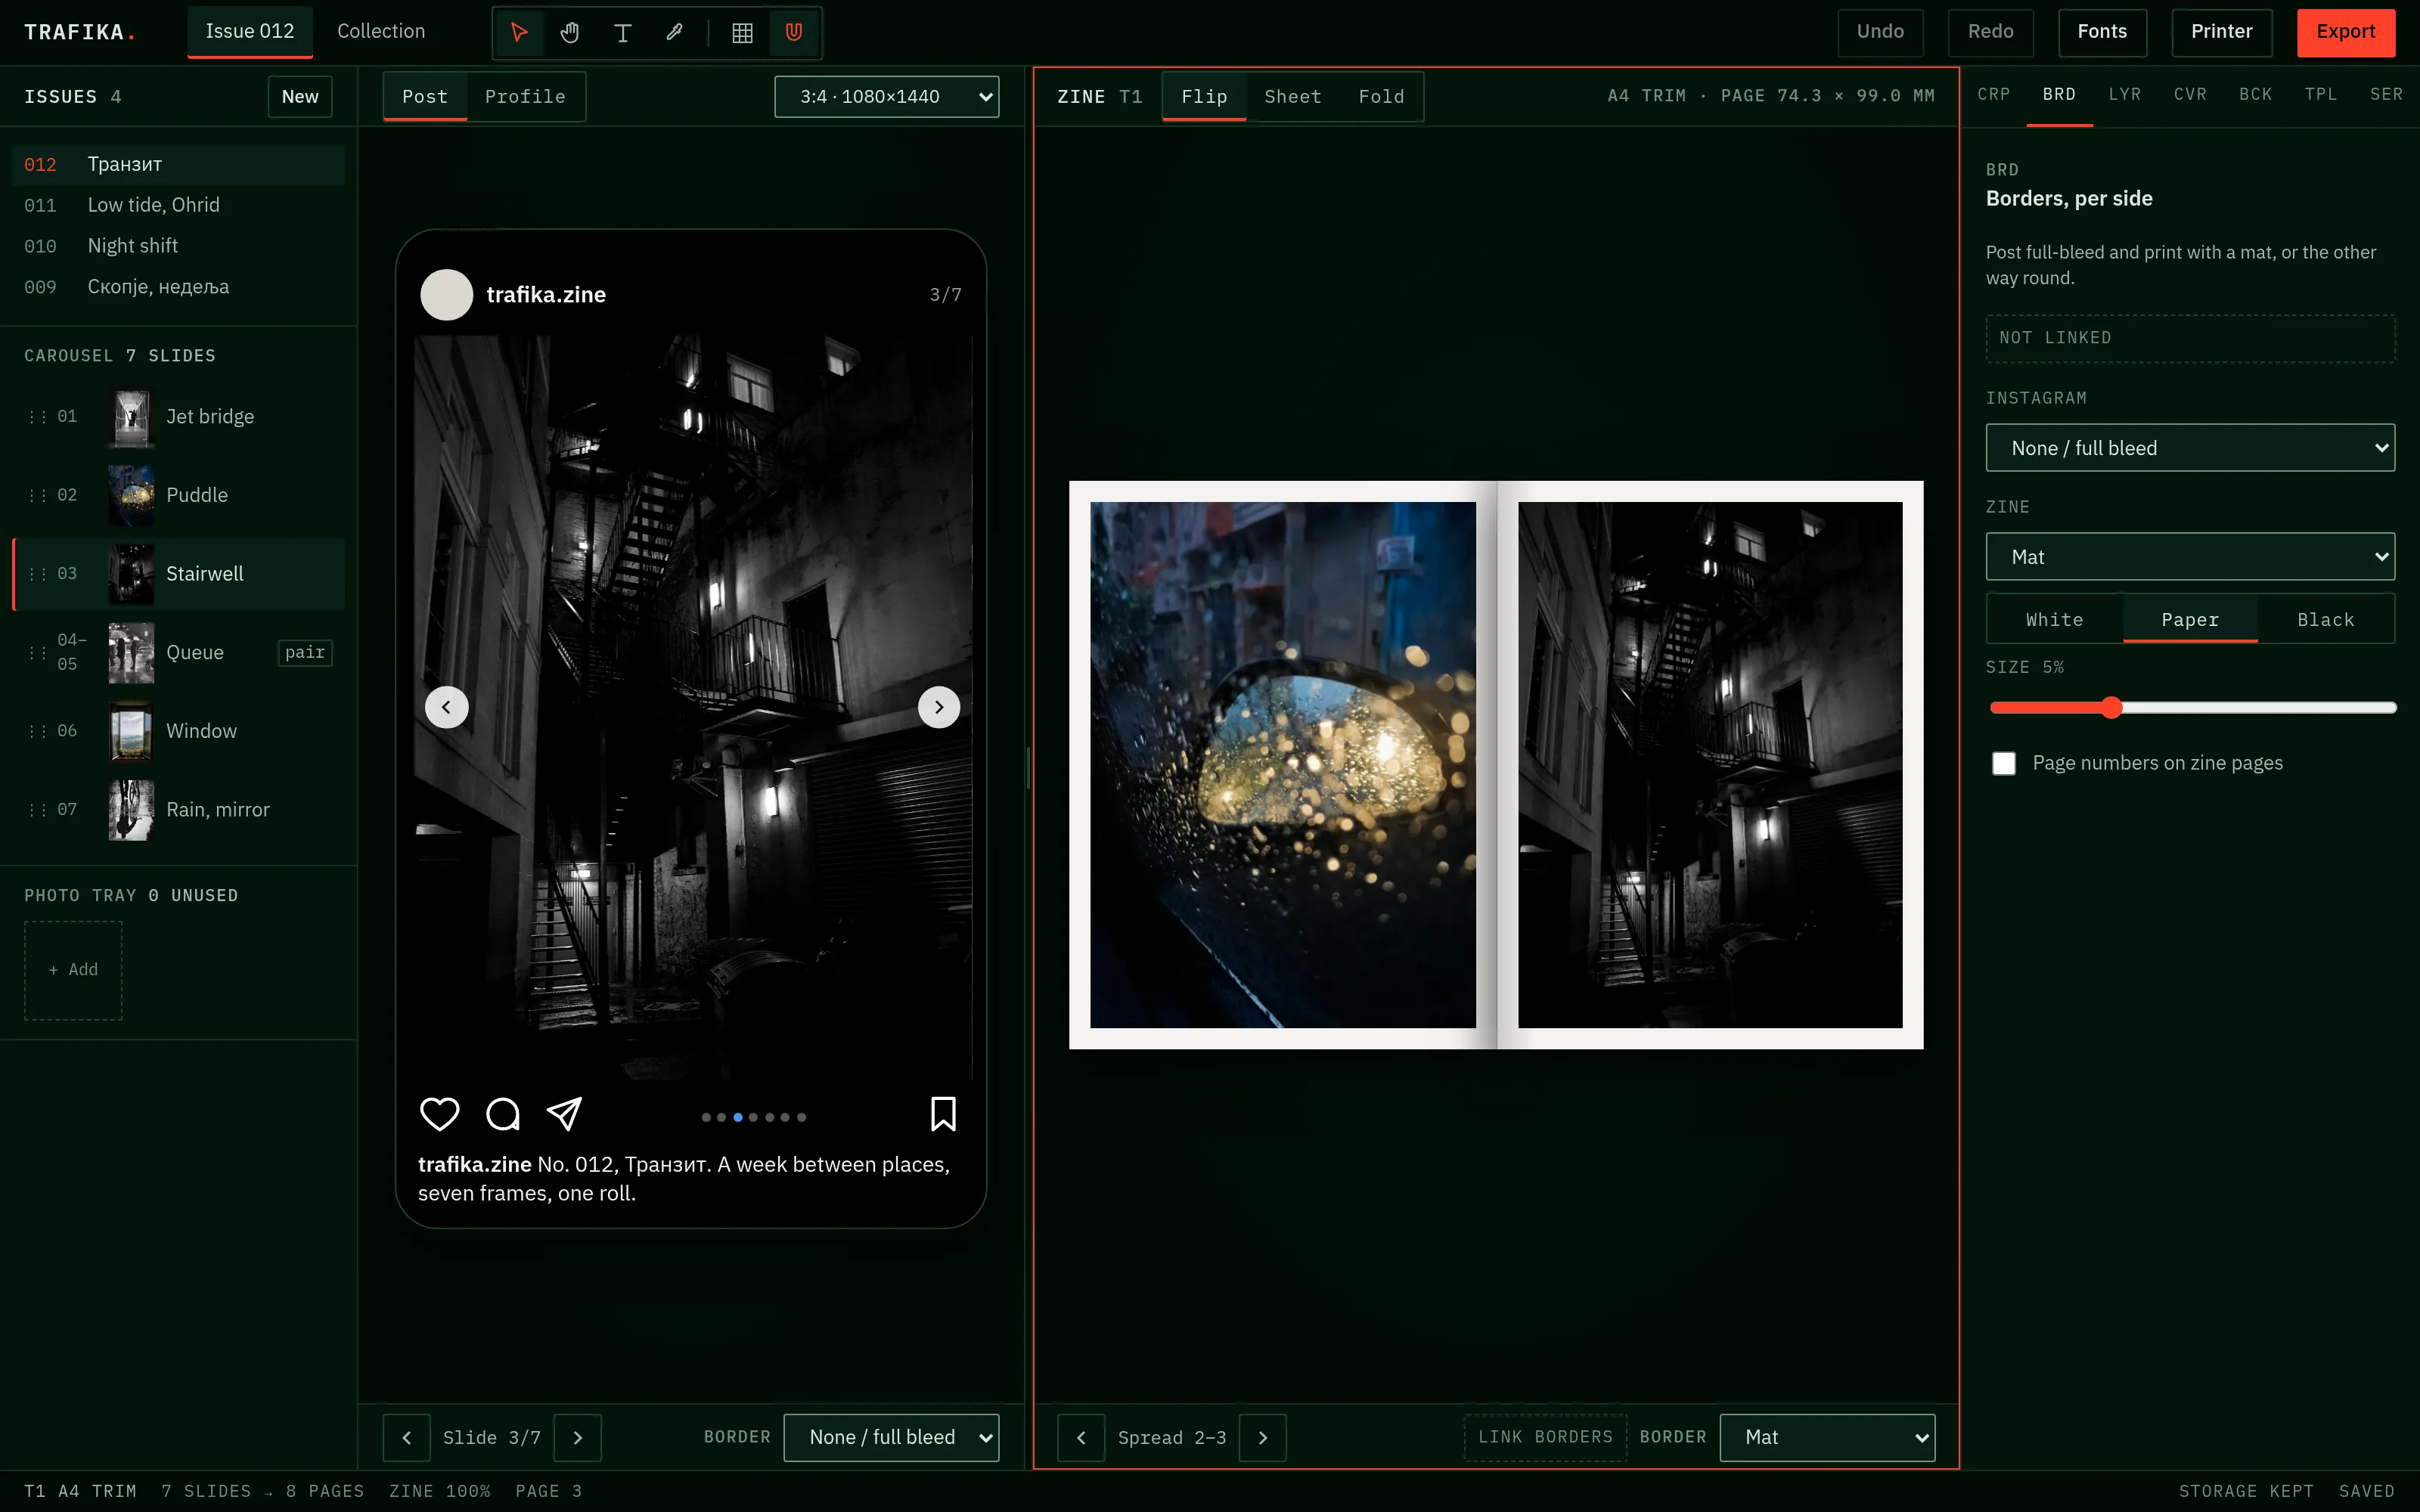 TRAFIKA.
Issue 012
Collection
Undo
Redo
Fonts
Printer
Export
ISSUES 4
New
012 Транзит
011 Low tide, Ohrid
010 Night shift
009 Скопје, недеља
CAROUSEL 7 SLIDES
01 Jet bridge
02 Puddle
03 Stairwell
04–
05
Queue
pair
06 Window
07 Rain, mirror
PHOTO TRAY 0 UNUSED
+ Add
Post
Profile
3:4 · 1080×1440
trafika.zine
3/7
trafika.zine No. 012, Транзит. A week between places,
seven frames, one roll.
Slide 3/7
BORDER
None / full bleed
ZINE T1
Flip
Sheet
Fold
A4 TRIM · PAGE 74.3 × 99.0 MM
Spread 2–3
LINK BORDERS
BORDER
Mat
CRP
BRD
LYR
CVR
BCK
TPL
SER
BRD
Borders, per side
Post full-bleed and print with a mat, or the other
way round.
NOT LINKED
INSTAGRAM
None / full bleed
ZINE
Mat
White
Paper
Black
SIZE 5%
Page numbers on zine pages
T1 A4 TRIM
7 SLIDES → 8 PAGES
ZINE 100%
PAGE 3
STORAGE KEPT
SAVED